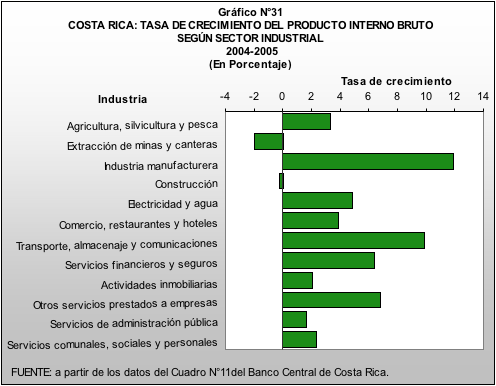 Gráfico N°31
COSTA RICA: TASA DE CRECIMIENTO DEL PRODUCTO INTERNO BRUTO
SEGÚN SECTOR INDUSTRIAL
2004-2005
(En Porcentaje)
Tasa de crecimiento
Industria
-4 -2 0 2 4 6 8 10 12 14
Agricultura, silvicultura y pesca
Extracción de minas y canteras
Industria manufacturera
Construcción
Electricidad y agua
Comercio, restaurantes y hoteles
Transporte, almacenaje y comunicaciones
Servicios financieros y seguros
Actividades inmobiliarias
Otros servicios prestados a empresas
Servicios de administración pública
Servicios comunales, sociales y personales
FUENTE: a partir de los datos del Cuadro N°11del Banco Central de Costa Rica.